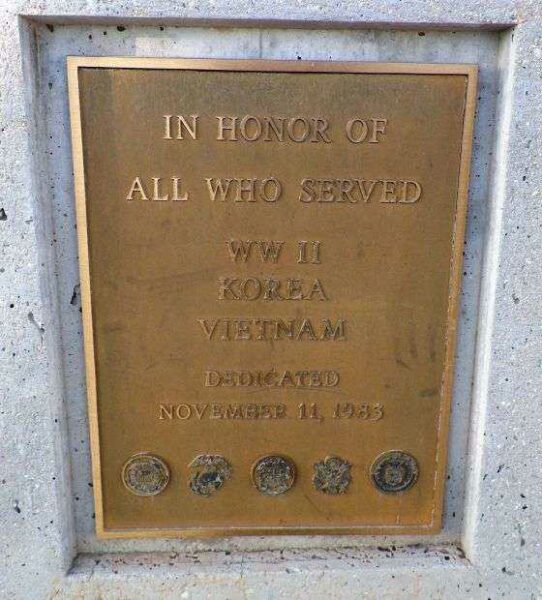 IN HONOR OF
ALL WHO SERVED
WW II
KOREA
VIETNAM
DEDICATED
NOVEMBER 11, 1983